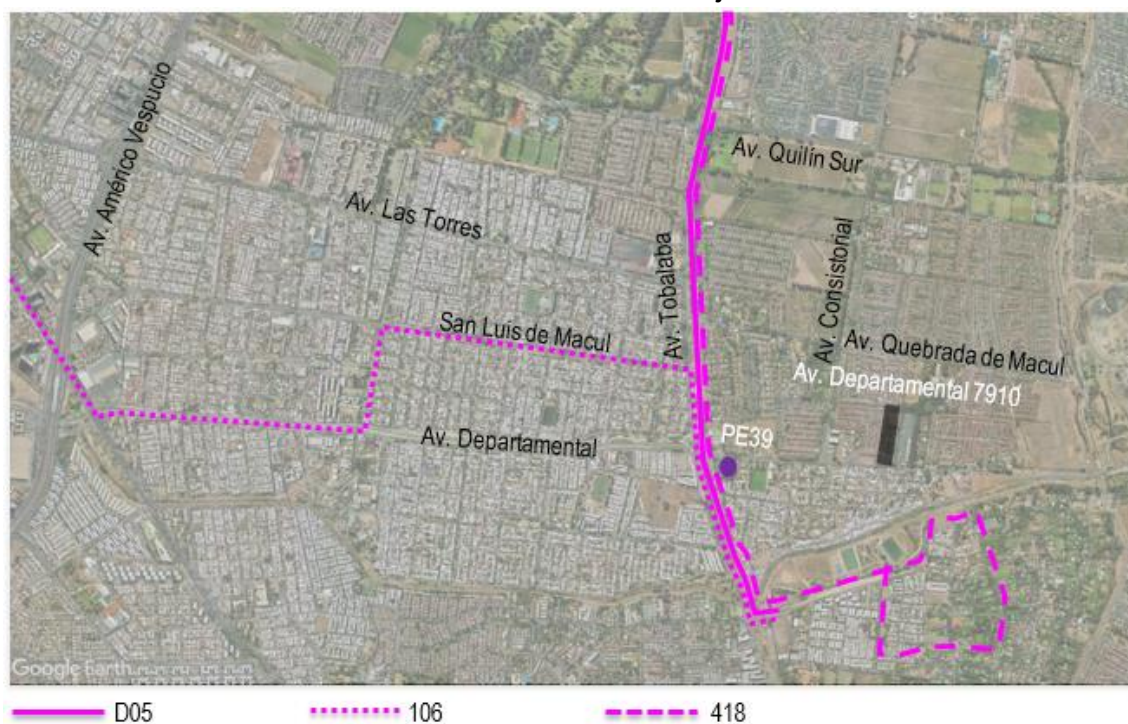 Av. Américo Vespucio
Av. Quilín Sur
Av. Las Torres
Av. Tobalaba
Av. Consistorial
San Luis de Macul
Av. Quebrada de Macul
Av. Departamental 7910
Av. Departamental
PE39
Google Earth
D05
106
418